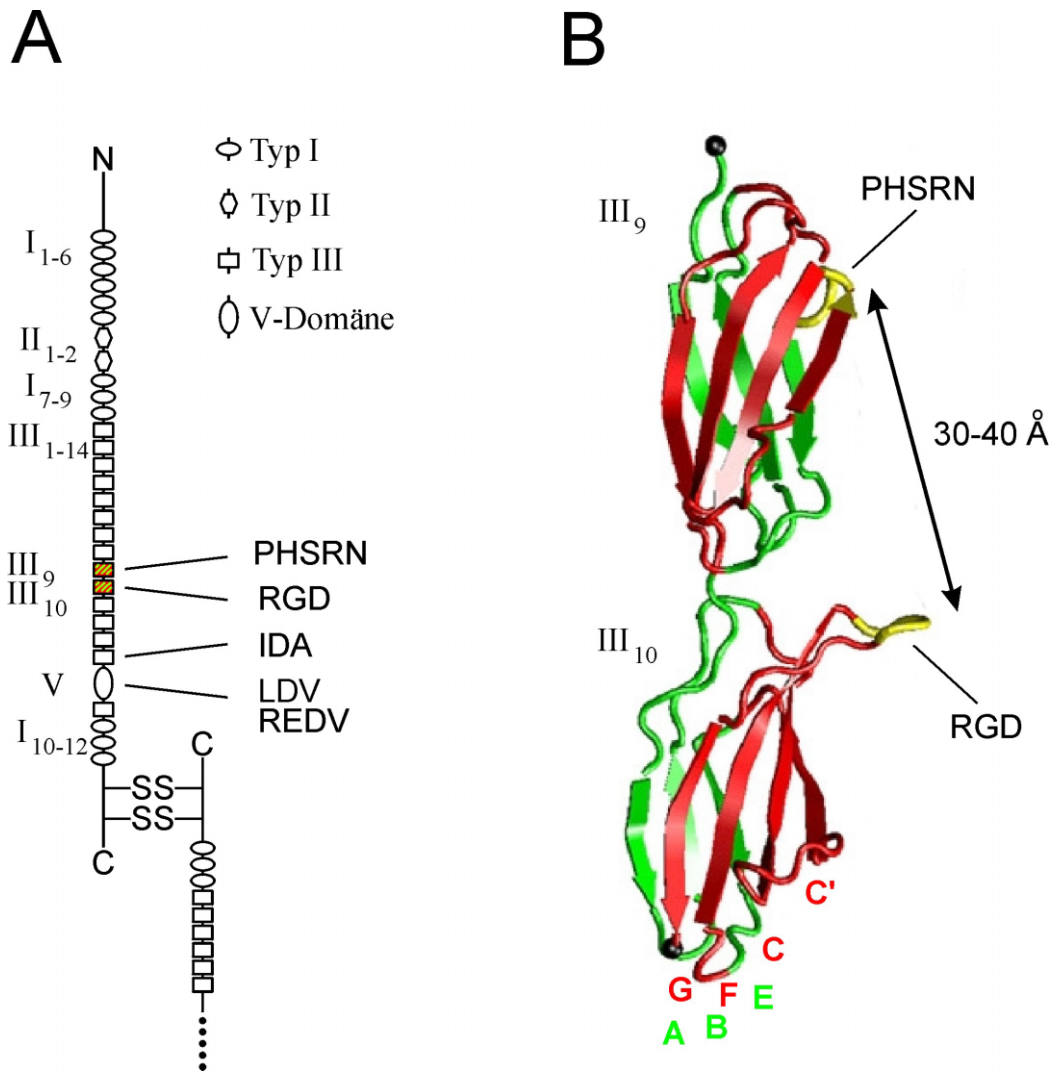 A
N
Typ I
Typ II
Typ III
V-Domäne
I1-6
II1-2
I7-9
III1-14
III9
III10
V
I10-12
PHSRN
RGD
IDA
LDV
REDV
C
SS
SS
C
B
III9
PHSRN
30-40 Å
III10
RGD
C'
C
G F E
A B